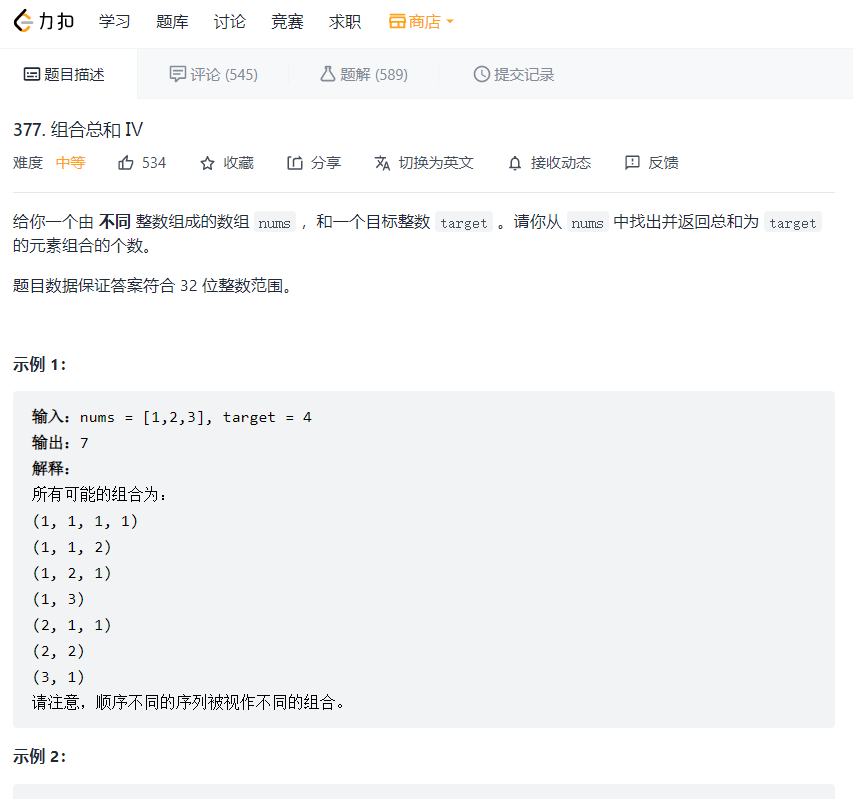 力扣 学习 题库 讨论 竞赛 求职 商店
题目描述 评论 (545) 题解 (589) 提交记录
377. 组合总和 Ⅳ
难度 中等 534 收藏 分享 切换为英文 接收动态 反馈
给你一个由 不同 整数组成的数组 nums ，和一个目标整数 target 。请你从 nums 中找出并返回总和为 target
的元素组合的个数。
题目数据保证答案符合 32 位整数范围。
示例 1：
输入：nums = [1,2,3], target = 4
输出：7
解释：
所有可能的组合为：
(1, 1, 1, 1)
(1, 1, 2)
(1, 2, 1)
(1, 3)
(2, 1, 1)
(2, 2)
(3, 1)
请注意，顺序不同的序列被视作不同的组合。
示例 2：